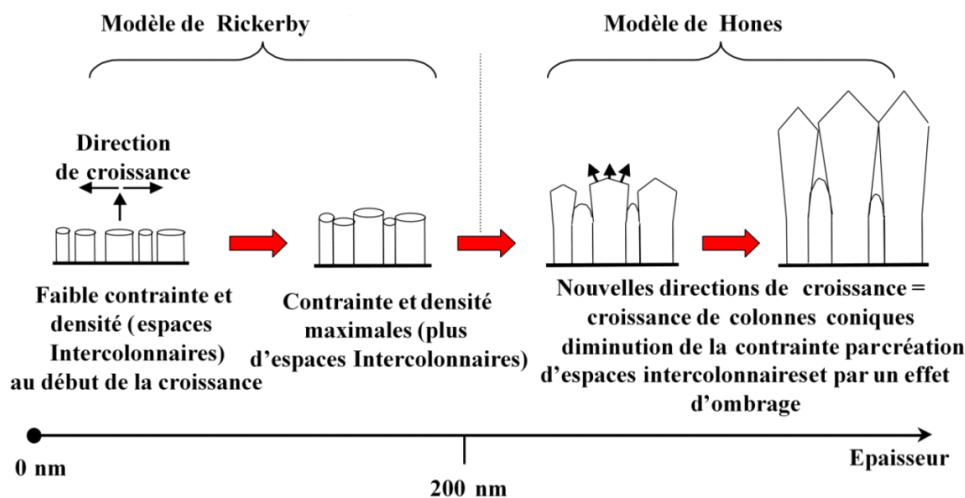 Modèle de Rickerby
Modèle de Hones
Direction
de croissance
Faible contrainte et
densité (espaces
Intercolonnaires)
au début de la croissance
Contrainte et densité
maximales (plus
d'espaces Intercolonnaires)
Nouvelles directions de croissance =
croissance de colonnes coniques
diminution de la contrainte parcréation
d'espaces intercolonnaireset par un effet
d'ombrage
0 nm
200 nm
Epaisseur